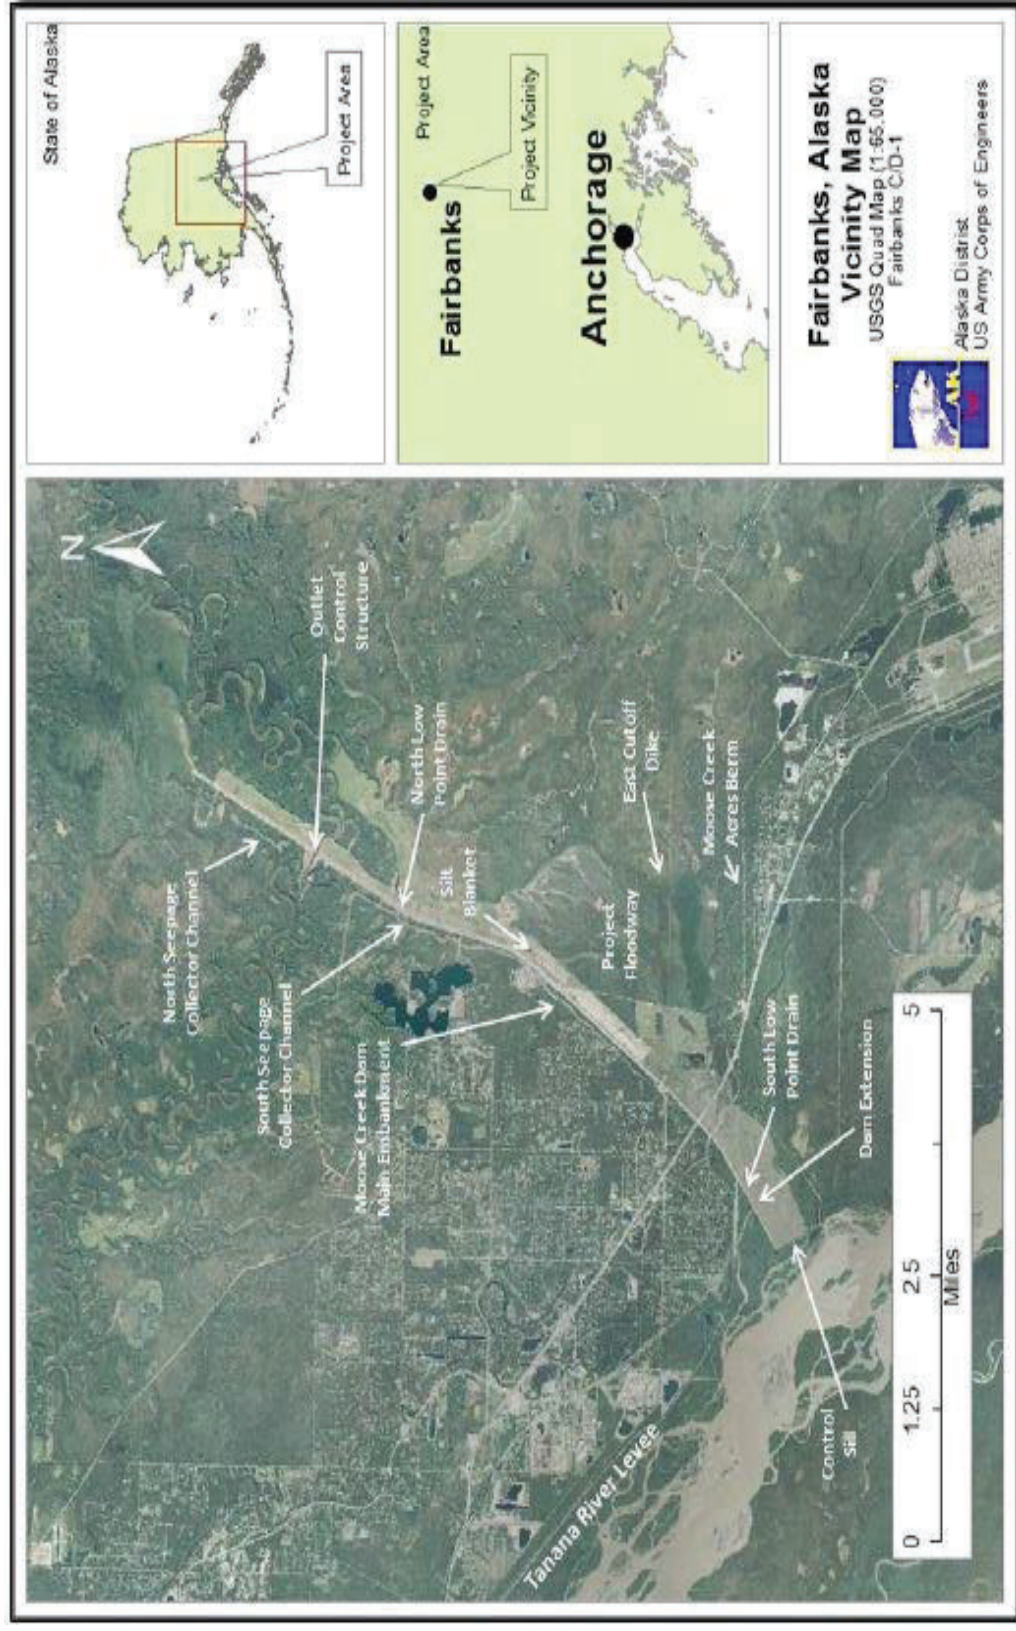 N
North Seepage
Collector Channel
South Seepage
Collector Channel
Moose Creek Dam
Main Embankment
Outlet
Control
Structure
North Low
Point Drain
Silt
Blanket
Project
Floodway
East Cutoff
Dike
Moose Creek
Acres Berm
South Low
Point Drain
Dam Extension
Control
Sill
Tanana River Levee
0
1.25
2.5
5
Miles
State of Alaska
Project Area
Project Area
Fairbanks
Project Vicinity
Anchorage
Fairbanks, Alaska
Vicinity Map
USGS Quad Map (1:65,000)
Fairbanks C/D-1
AK
Alaska District
US Army Corps of Engineers